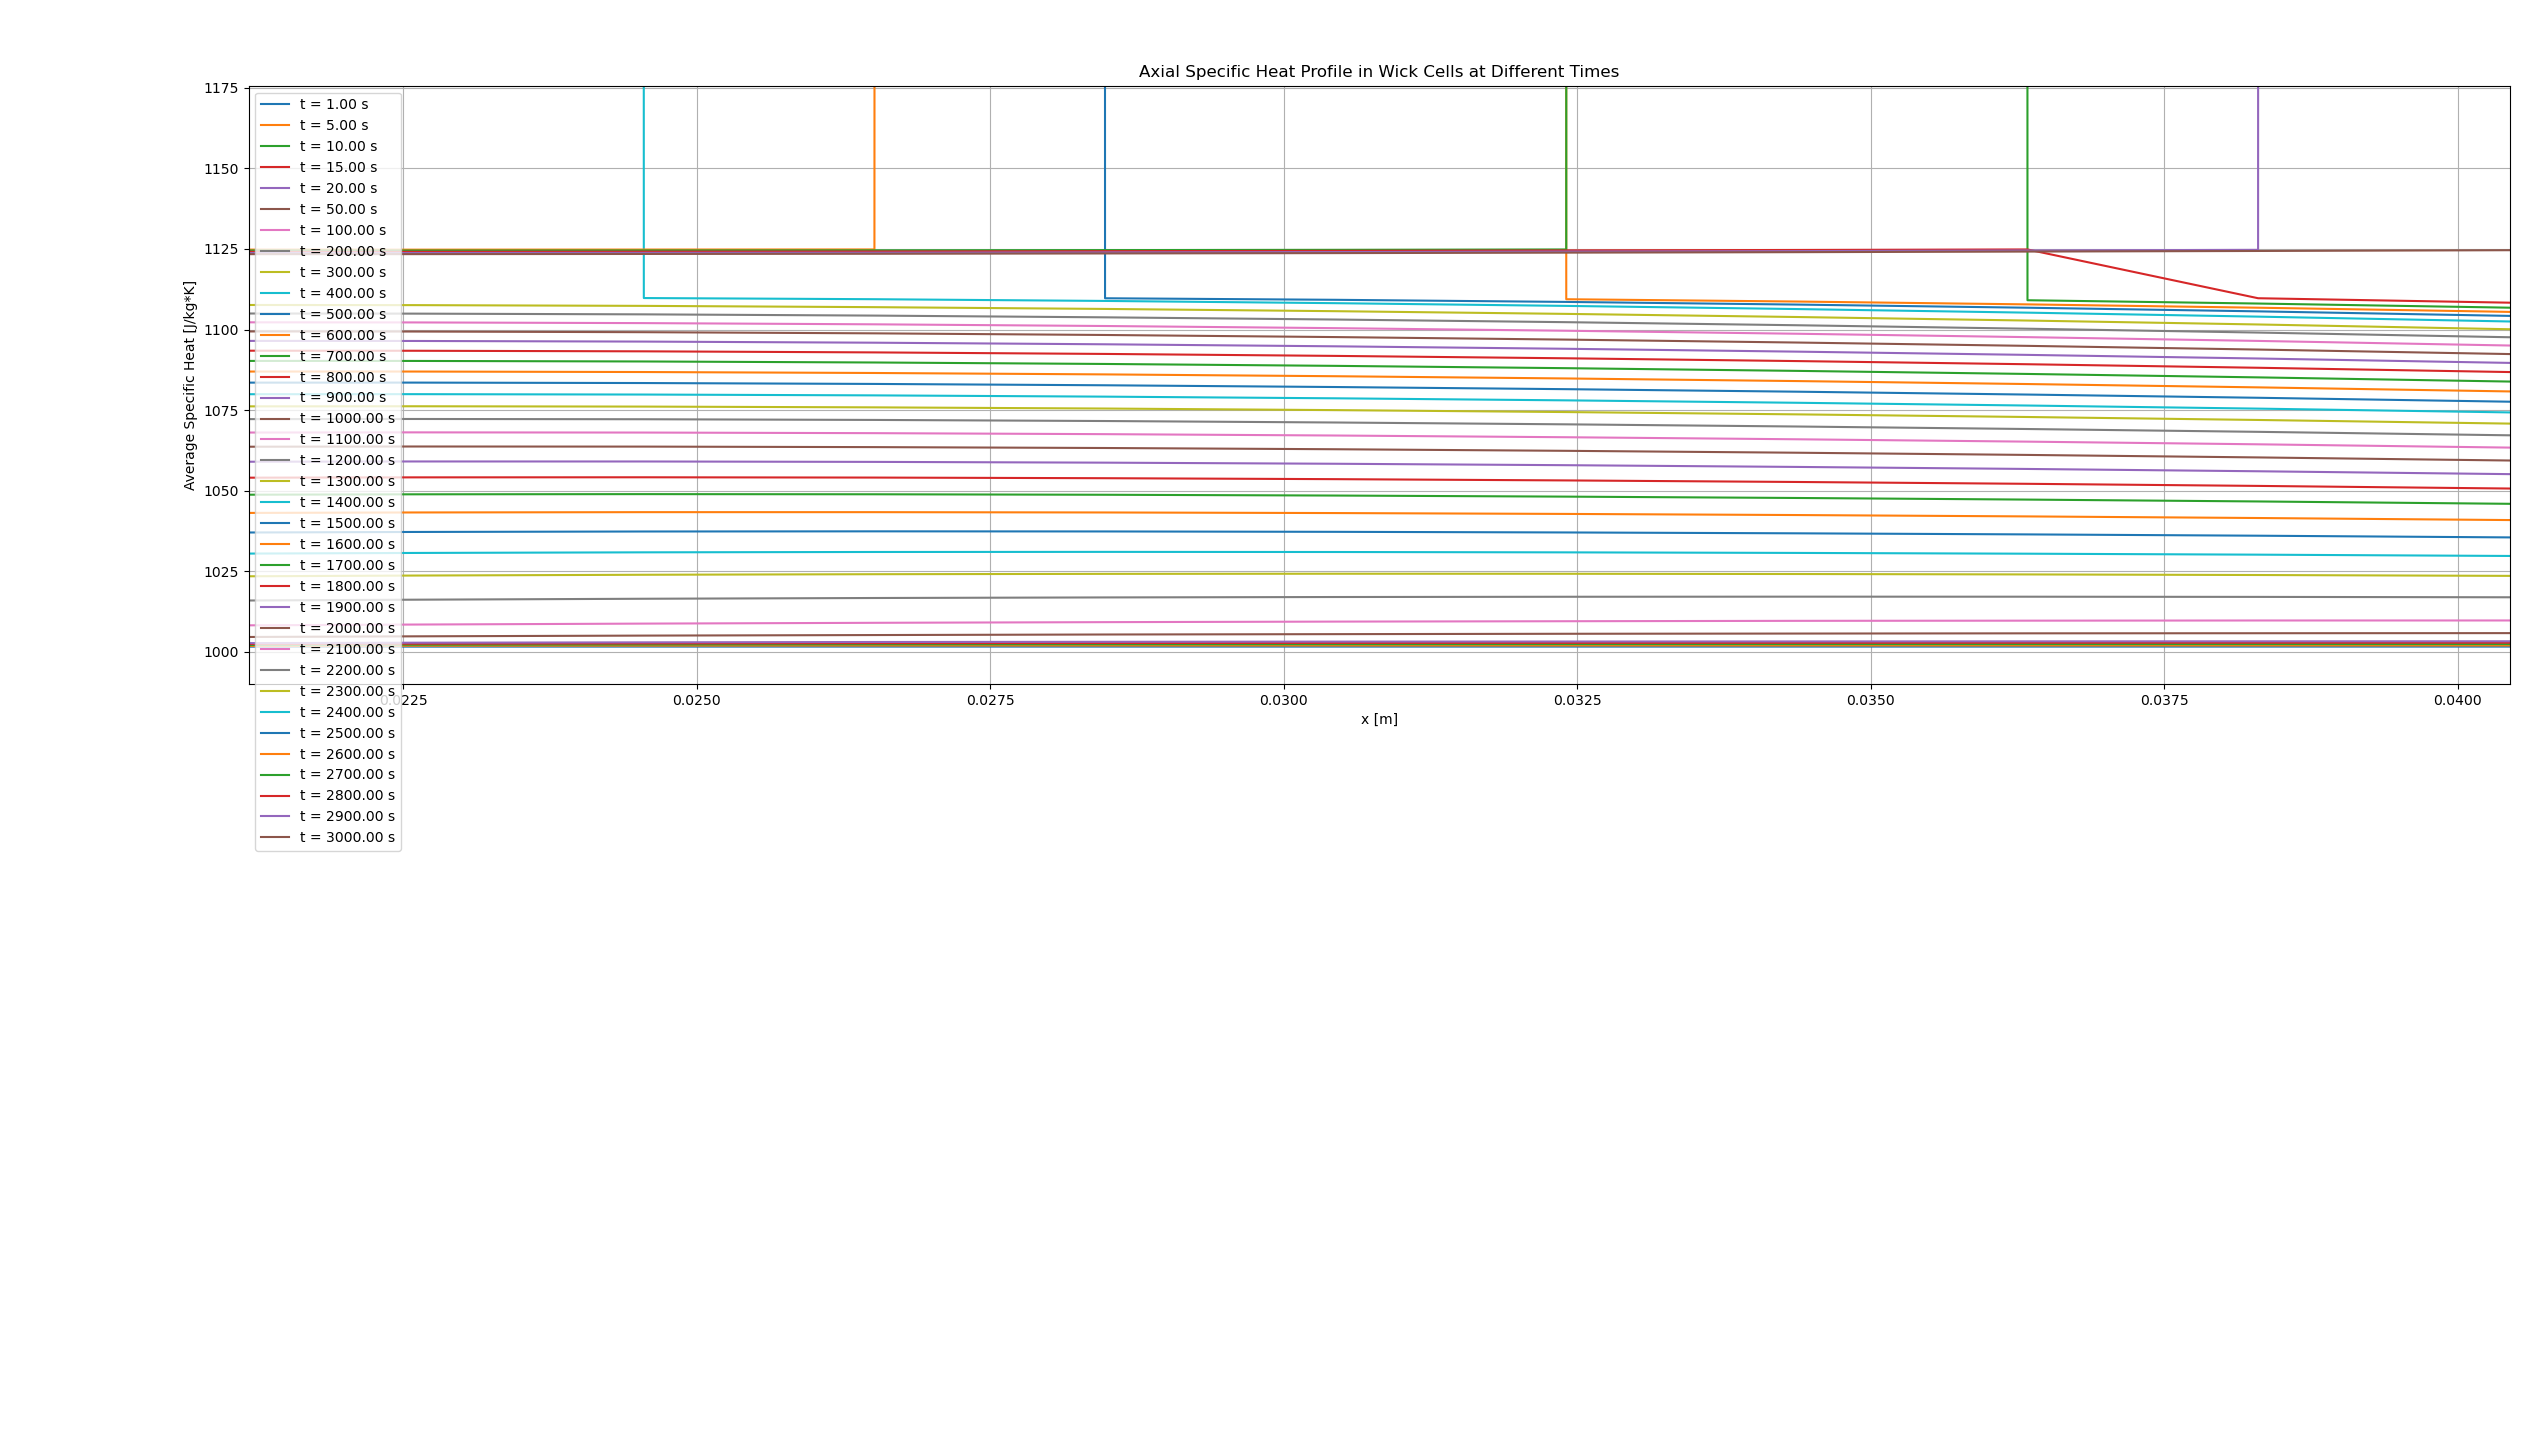 Axial Specific Heat Profile in Wick Cells at Different Times
Average Specific Heat [J/kg*K]
1175
1150
1125
1100
1075
1050
1025
1000
t = 1.00 s
t = 5.00 s
t = 10.00 s
t = 15.00 s
t = 20.00 s
t = 50.00 s
t = 100.00 s
t = 200.00 s
t = 300.00 s
t = 400.00 s
t = 500.00 s
t = 600.00 s
t = 700.00 s
t = 800.00 s
t = 900.00 s
t = 1000.00 s
t = 1100.00 s
t = 1200.00 s
t = 1300.00 s
t = 1400.00 s
t = 1500.00 s
t = 1600.00 s
t = 1700.00 s
t = 1800.00 s
t = 1900.00 s
t = 2000.00 s
t = 2100.00 s
t = 2200.00 s
t = 2300.00 s
t = 2400.00 s
t = 2500.00 s
t = 2600.00 s
t = 2700.00 s
t = 2800.00 s
t = 2900.00 s
t = 3000.00 s
0.0225 0.0250 0.0275 0.0300 0.0325 0.0350 0.0375 0.0400
x [m]